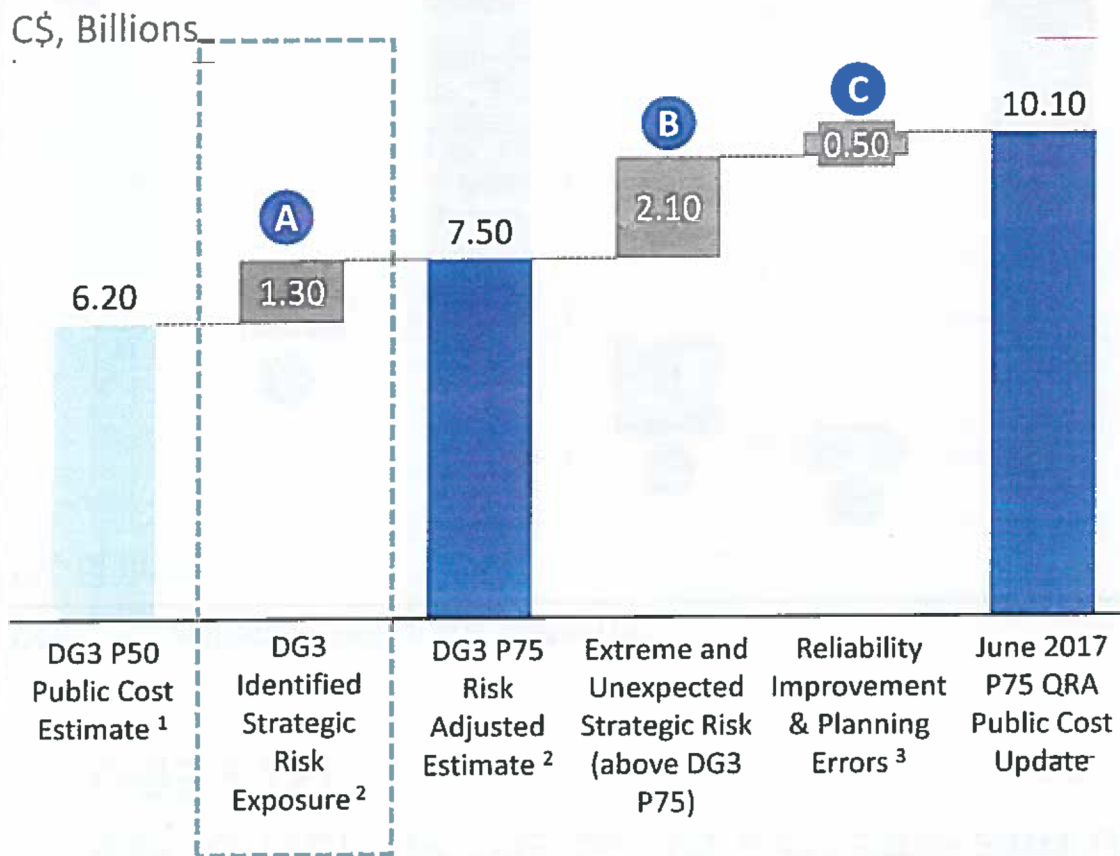 C$, Billions
A
B
C
6.20
1.30
7.50
2.10
0.50
10.10
DG3 P50
Public Cost
Estimate 1
DG3
Identified
Strategic
Risk
Exposure 2
DG3 P75
Risk
Adjusted
Estimate 2
Extreme and
Unexpected
Strategic Risk
(above DG3
P75)
Reliability
Improvement
& Planning
Errors 3
June 2017
P75 QRA
Public Cost
Update